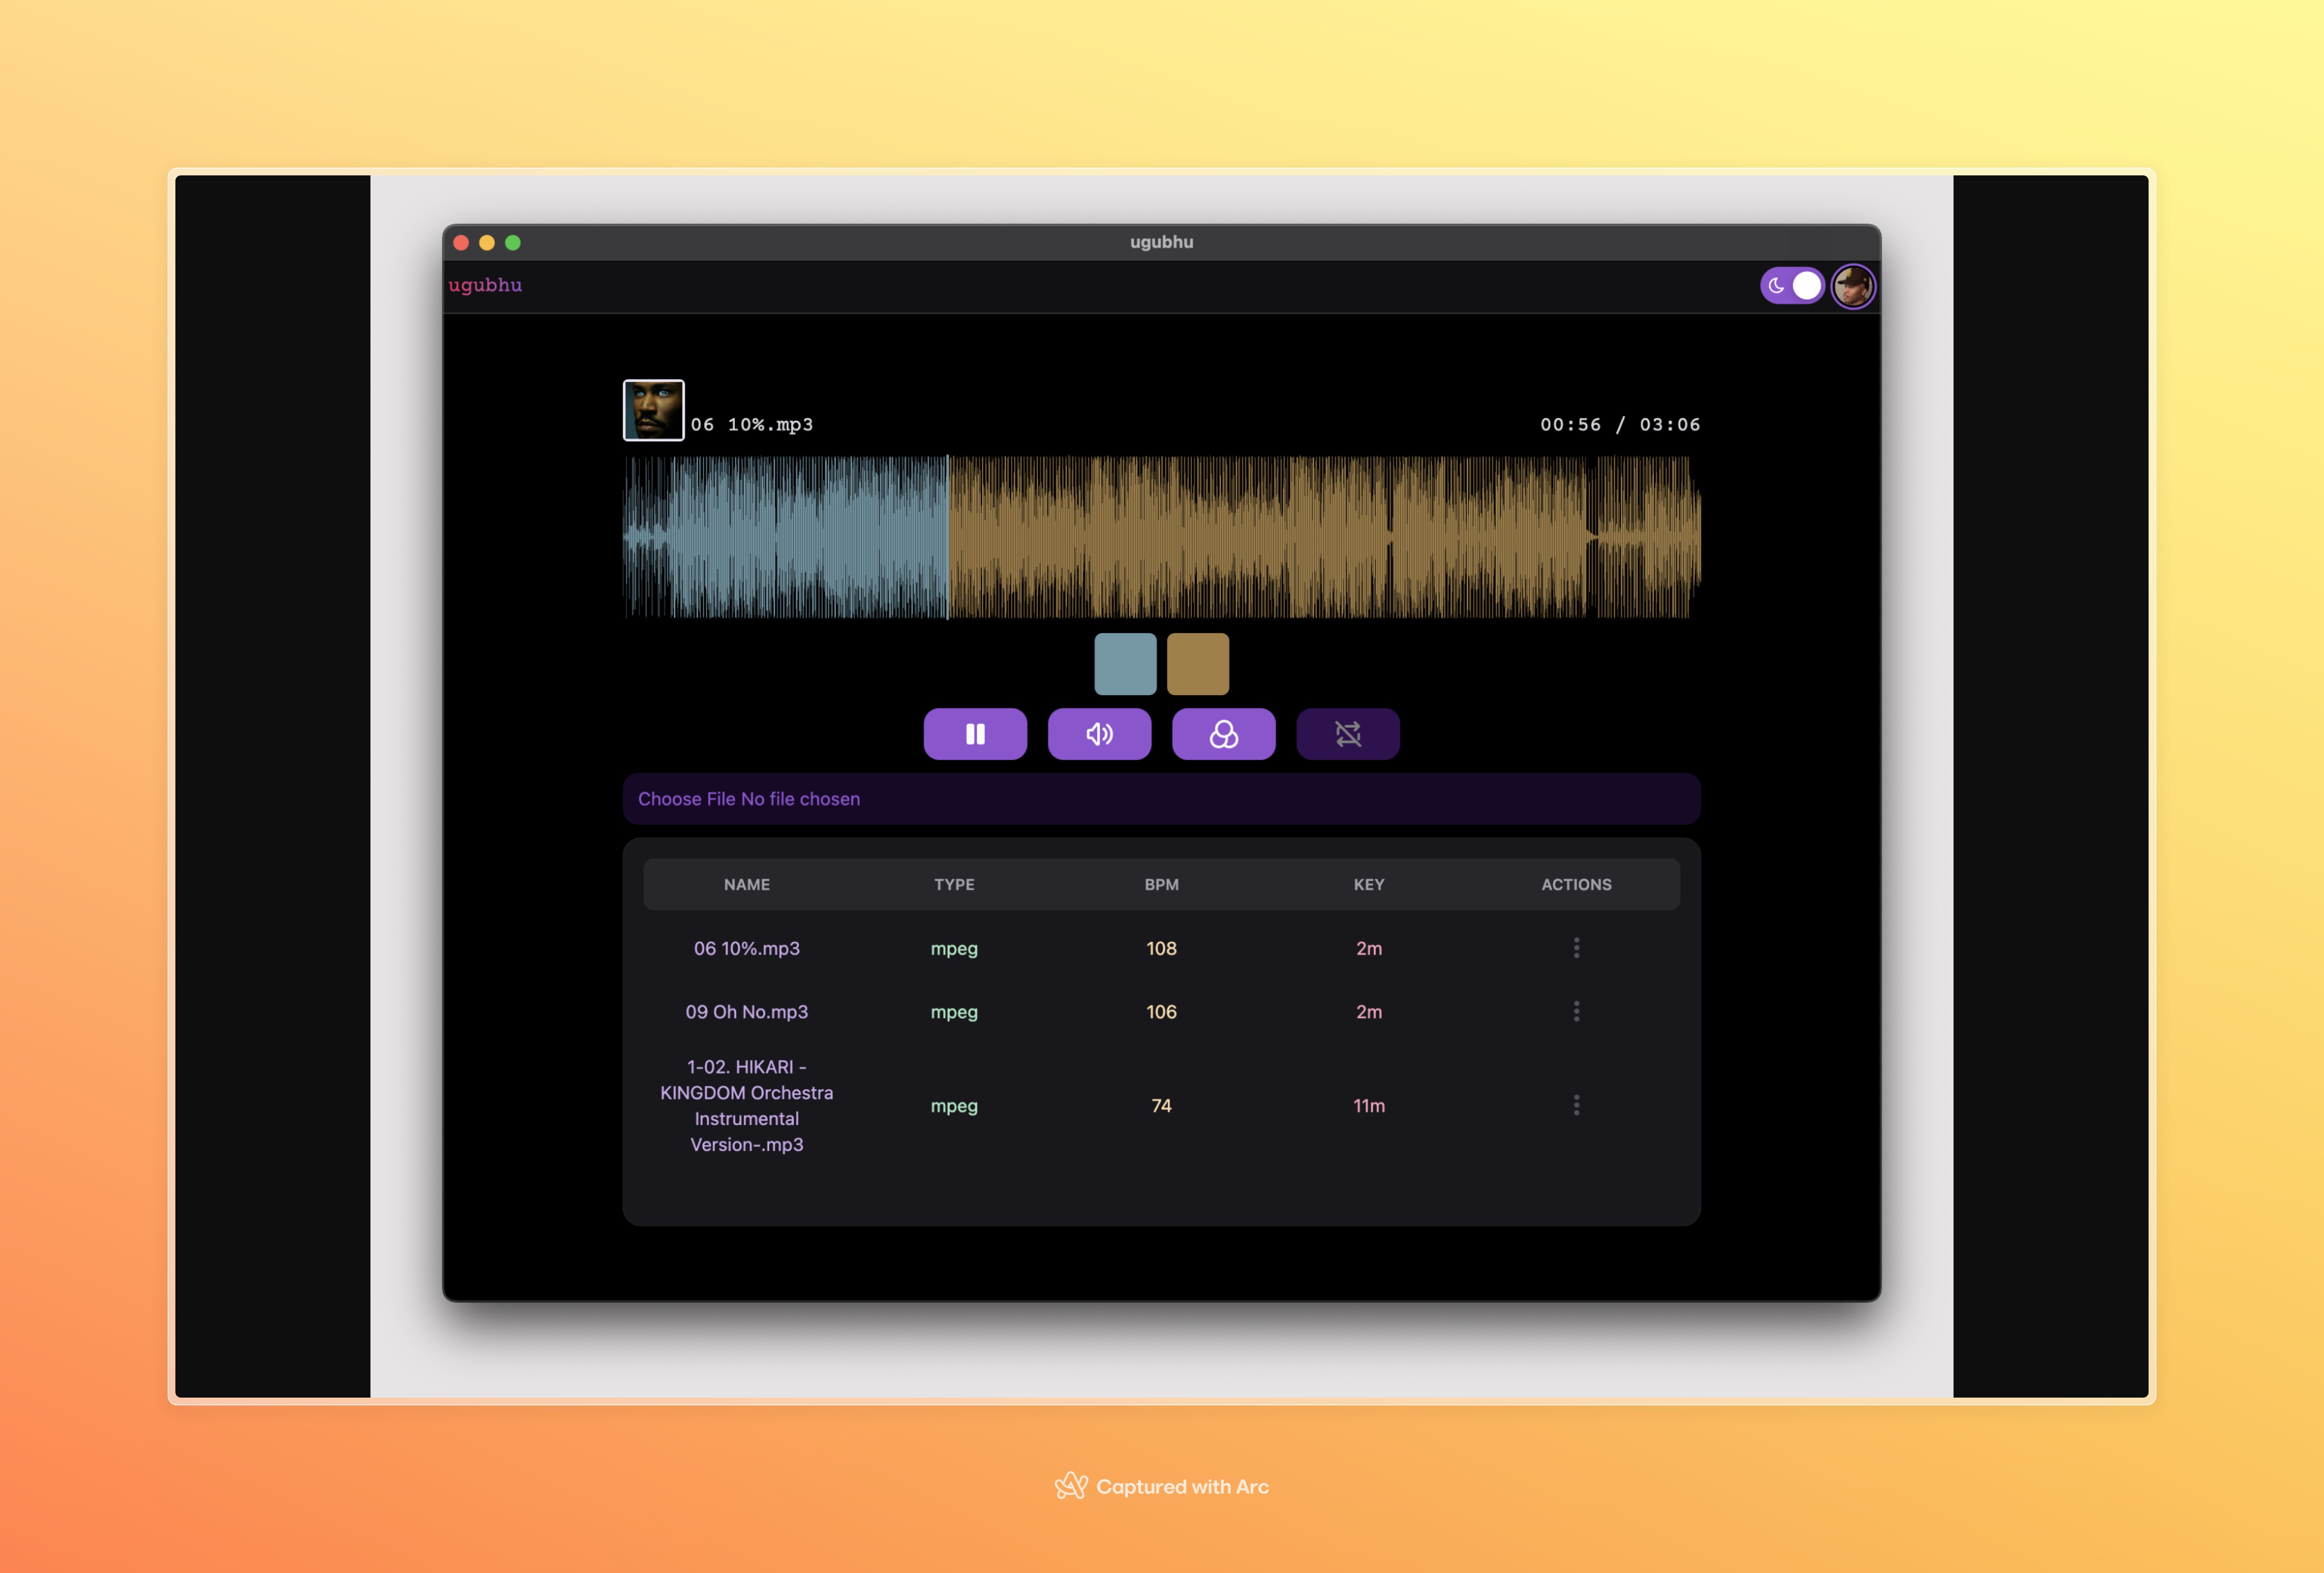 ugubhu
ugubhu
06 10%.mp3
00:56 / 03:06
Choose File No file chosen
NAME TYPE BPM KEY ACTIONS
06 10%.mp3 mpeg 108 2m
09 Oh No.mp3 mpeg 106 2m
1-02. HIKARI -
KINGDOM Orchestra
Instrumental
Version-.mp3
mpeg 74 11m
Captured with Arc